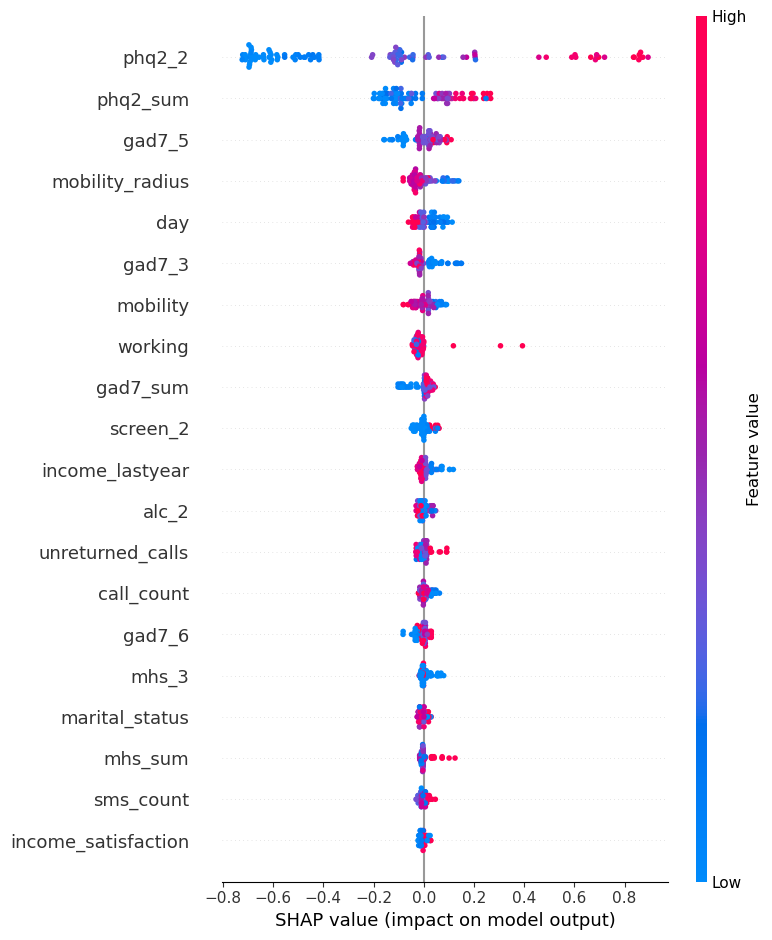 High
phq2_2
phq2_sum
gad7_5
mobility_radius
day
gad7_3
mobility
working
gad7_sum
screen_2
income_lastyear
alc_2
unreturned_calls
call_count
gad7_6
mhs_3
marital_status
mhs_sum
sms_count
income_satisfaction
Feature value
Low
−0.8 −0.6 −0.4 −0.2 0.0 0.2 0.4 0.6 0.8
SHAP value (impact on model output)